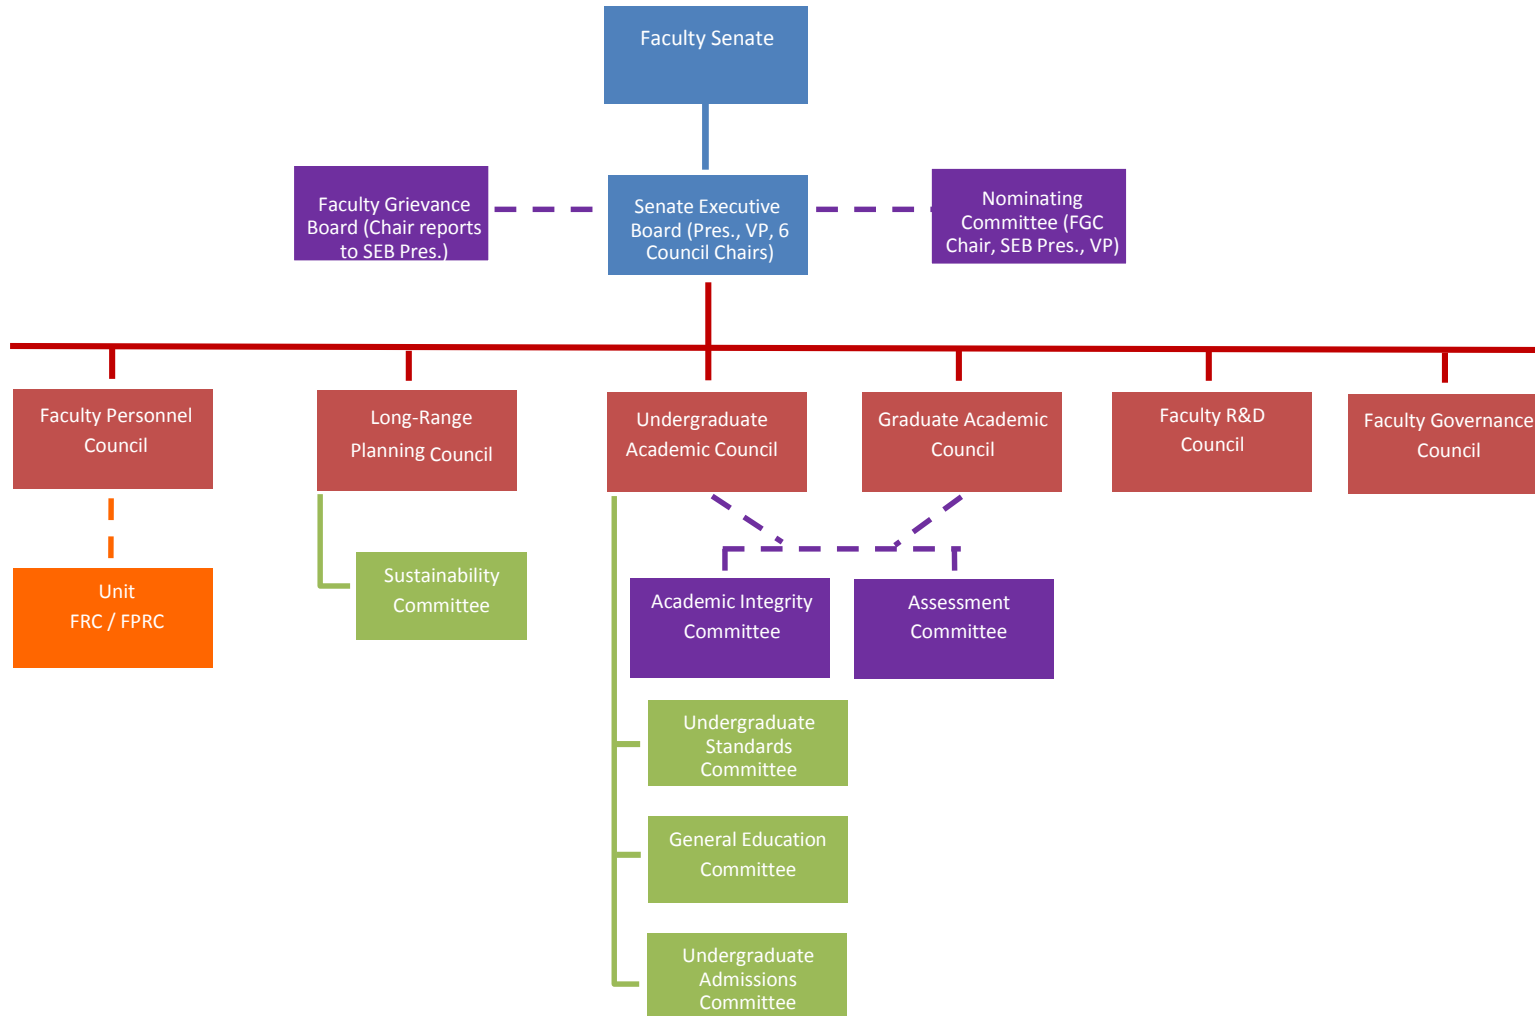 Faculty Senate
Faculty Grievance
Board (Chair reports
to SEB Pres.)
Senate Executive
Board (Pres., VP, 6
Council Chairs)
Nominating
Committee (FGC
Chair, SEB Pres., VP)
Faculty Personnel
Council
Long-Range
Planning Council
Undergraduate
Academic Council
Graduate Academic
Council
Faculty R&D
Council
Faculty Governance
Council
Unit
FRC / FPRC
Sustainability
Committee
Academic Integrity
Committee
Assessment
Committee
Undergraduate
Standards
Committee
General Education
Committee
Undergraduate
Admissions
Committee